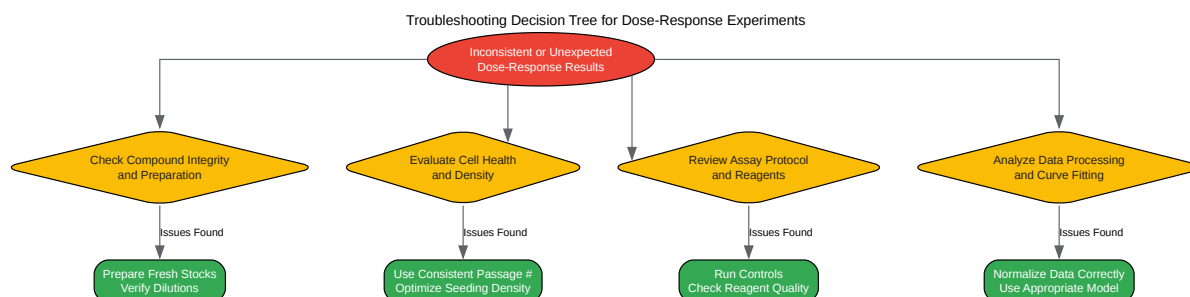 Troubleshooting Decision Tree for Dose-Response Experiments
Inconsistent or Unexpected
Dose-Response Results
Check Compound Integrity
and Preparation
Evaluate Cell Health
and Density
Review Assay Protocol
and Reagents
Analyze Data Processing
and Curve Fitting
Issues Found
Issues Found
Issues Found
Issues Found
Prepare Fresh Stocks
Verify Dilutions
Use Consistent Passage #
Optimize Seeding Density
Run Controls
Check Reagent Quality
Normalize Data Correctly
Use Appropriate Model